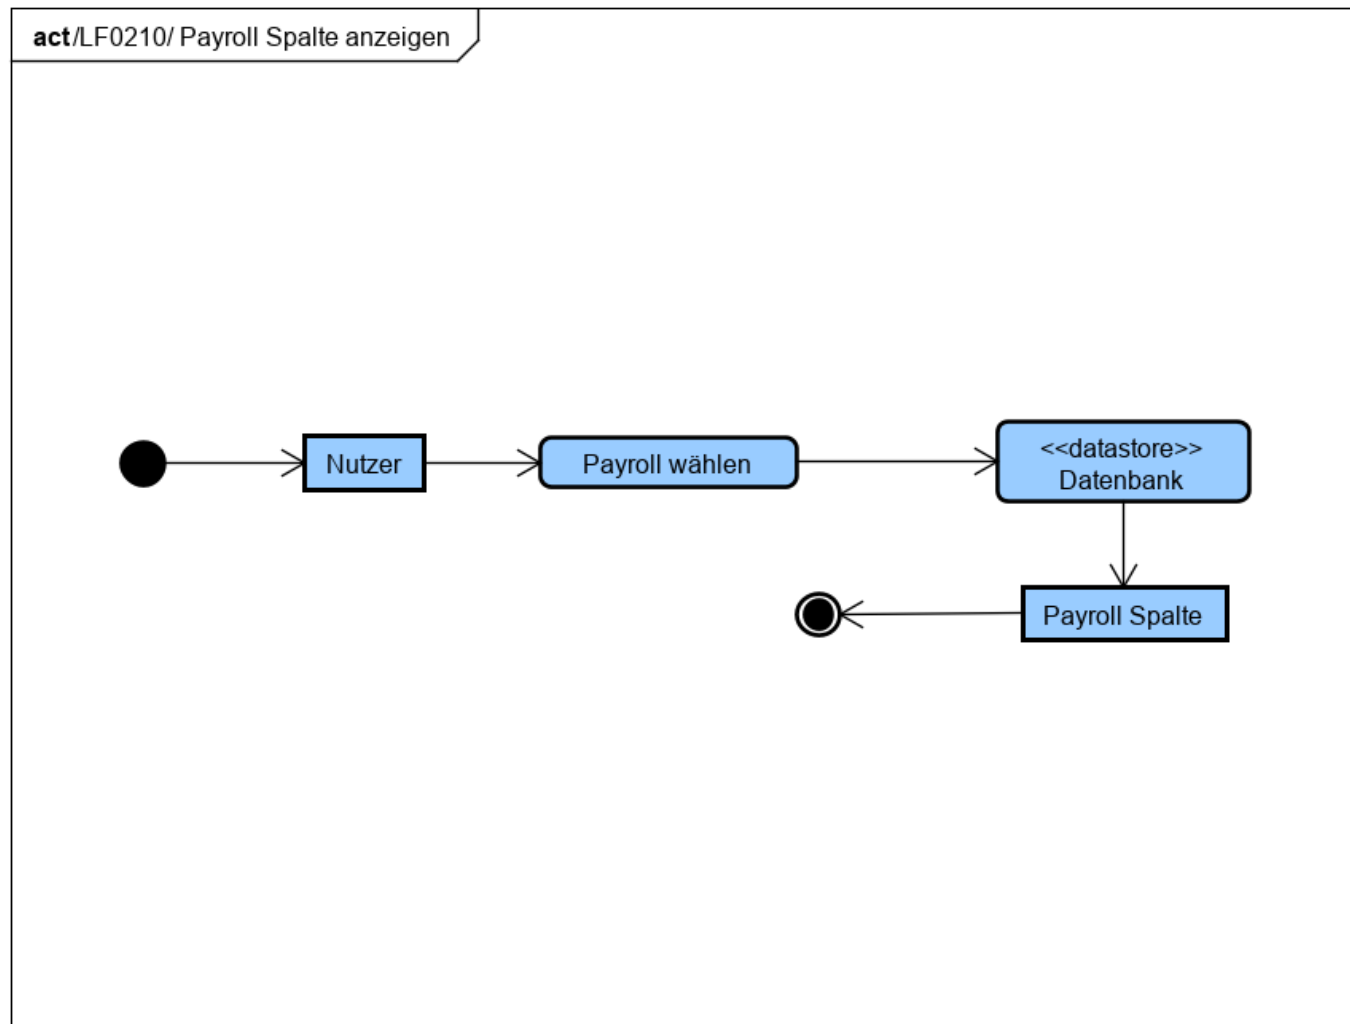 act/LF0210/ Payroll Spalte anzeigen
Nutzer
Payroll wählen
<<datastore>>
Datenbank
Payroll Spalte